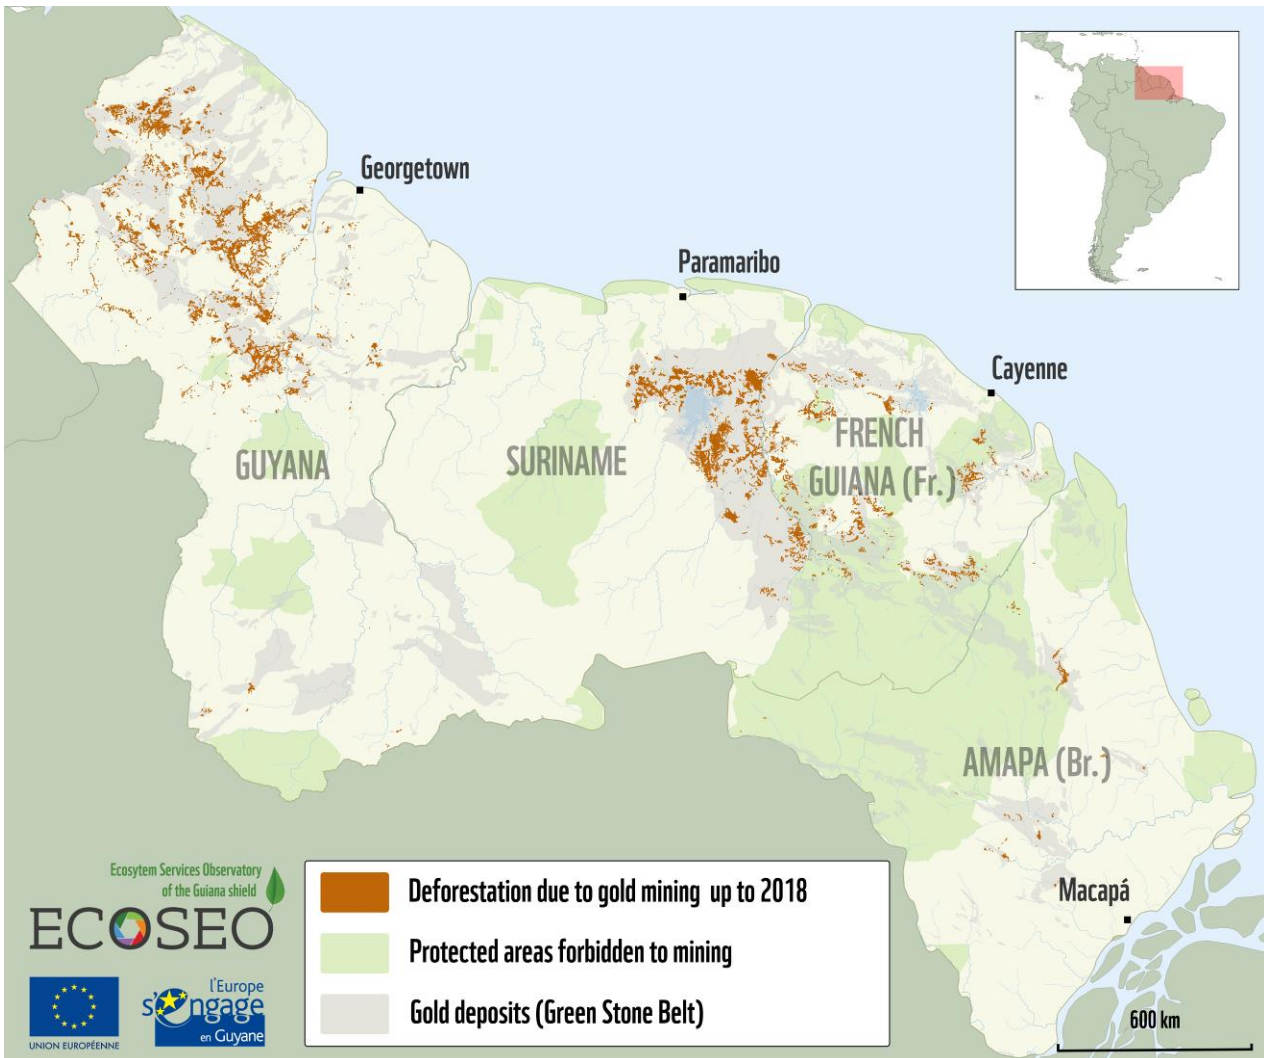 Georgetown
Paramaribo
Cayenne
GUYANA
SURINAME
FRENCH
GUIANA (Fr.)
AMAPA (Br.)
Macapá
Ecosytem Services Observatory
of the Guiana shield
ECOSEO
UNION EUROPÉENNE
l'Europe
s'engage
en Guyane
Deforestation due to gold mining up to 2018
Protected areas forbidden to mining
Gold deposits (Green Stone Belt)
600 km